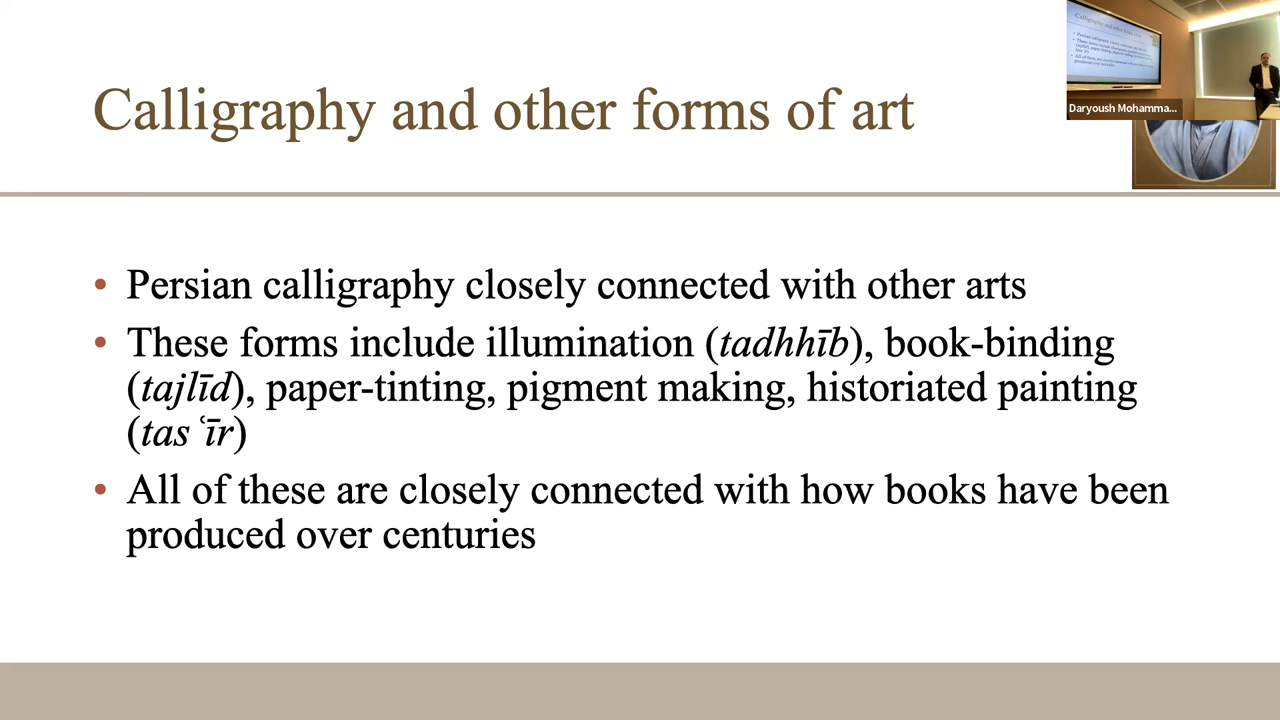 Calligraphy and other forms of art
Daryoush Mohamma...
• Persian calligraphy closely connected with other arts
• These forms include illumination (tadhhīb), book-binding
(tajlīd), paper-tinting, pigment making, historiated painting
(tas ʿīr)
• All of these are closely connected with how books have been
produced over centuries